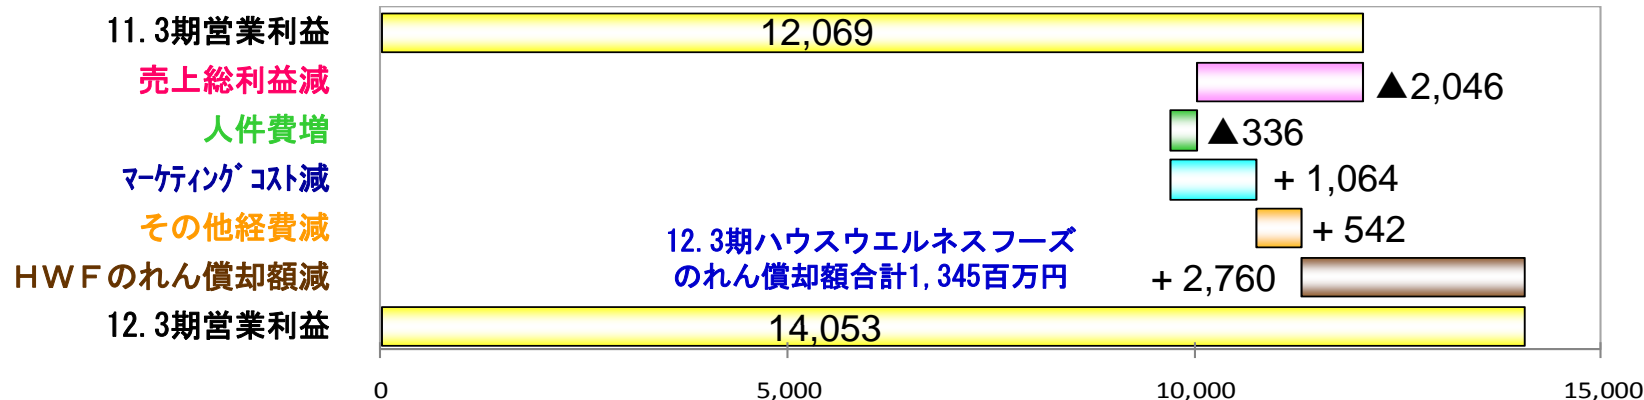 11.3期営業利益
12,069
売上総利益減
▲2,046
人件費増
▲336
ﾏｰｹﾃｨﾝｸﾞｺｽﾄ減
+ 1,064
その他経費減
+ 542
12.3期ハウスウエルネスフーズ
のれん償却額合計1,345百万円
ＨＷＦのれん償却額減
+ 2,760
12.3期営業利益
14,053
0 5,000 10,000 15,000